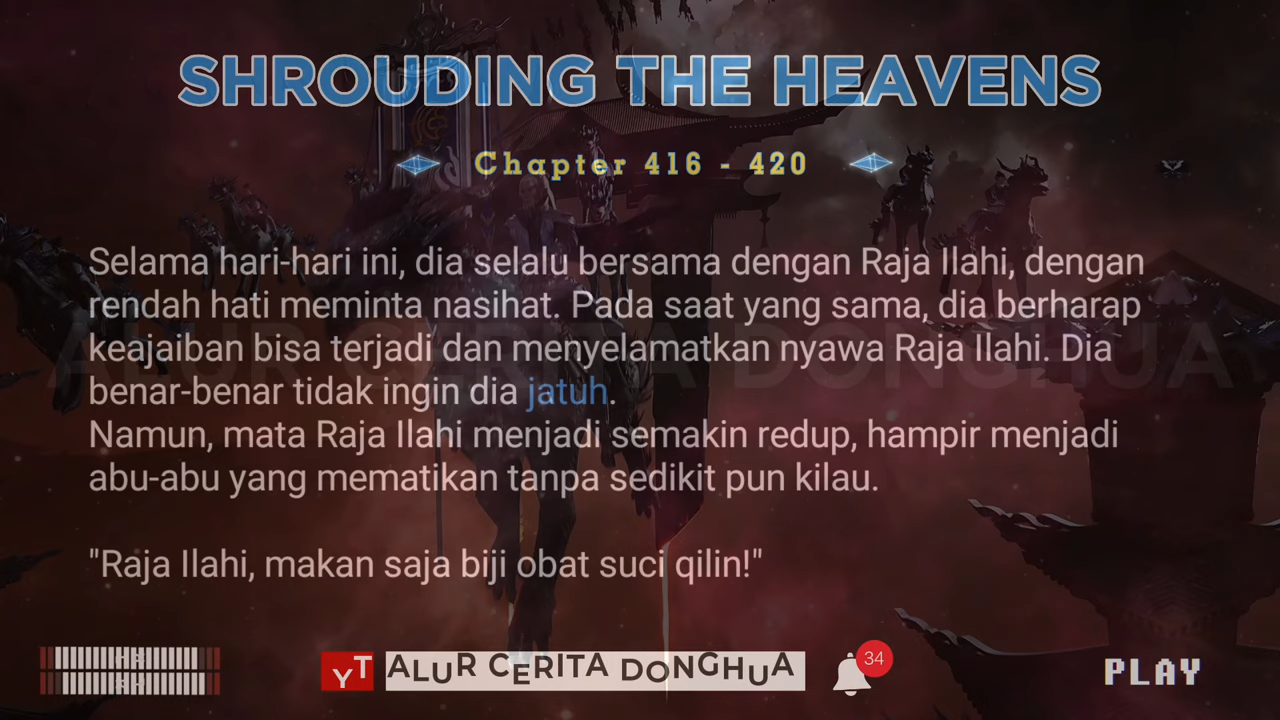 SHROUDING THE HEAVENS
Chapter 416 - 420
Selama hari-hari ini, dia selalu bersama dengan Raja Ilahi, dengan
rendah hati meminta nasihat. Pada saat yang sama, dia berharap
keajaiban bisa terjadi dan menyelamatkan nyawa Raja Ilahi. Dia
benar-benar tidak ingin dia jatuh.
Namun, mata Raja Ilahi menjadi semakin redup, hampir menjadi
abu-abu yang mematikan tanpa sedikit pun kilau.
"Raja Ilahi, makan saja biji obat suci qilin!"
ALUR CERITA DONGHUA
YT ALUR CERITA DONGHUA
34
PLAY